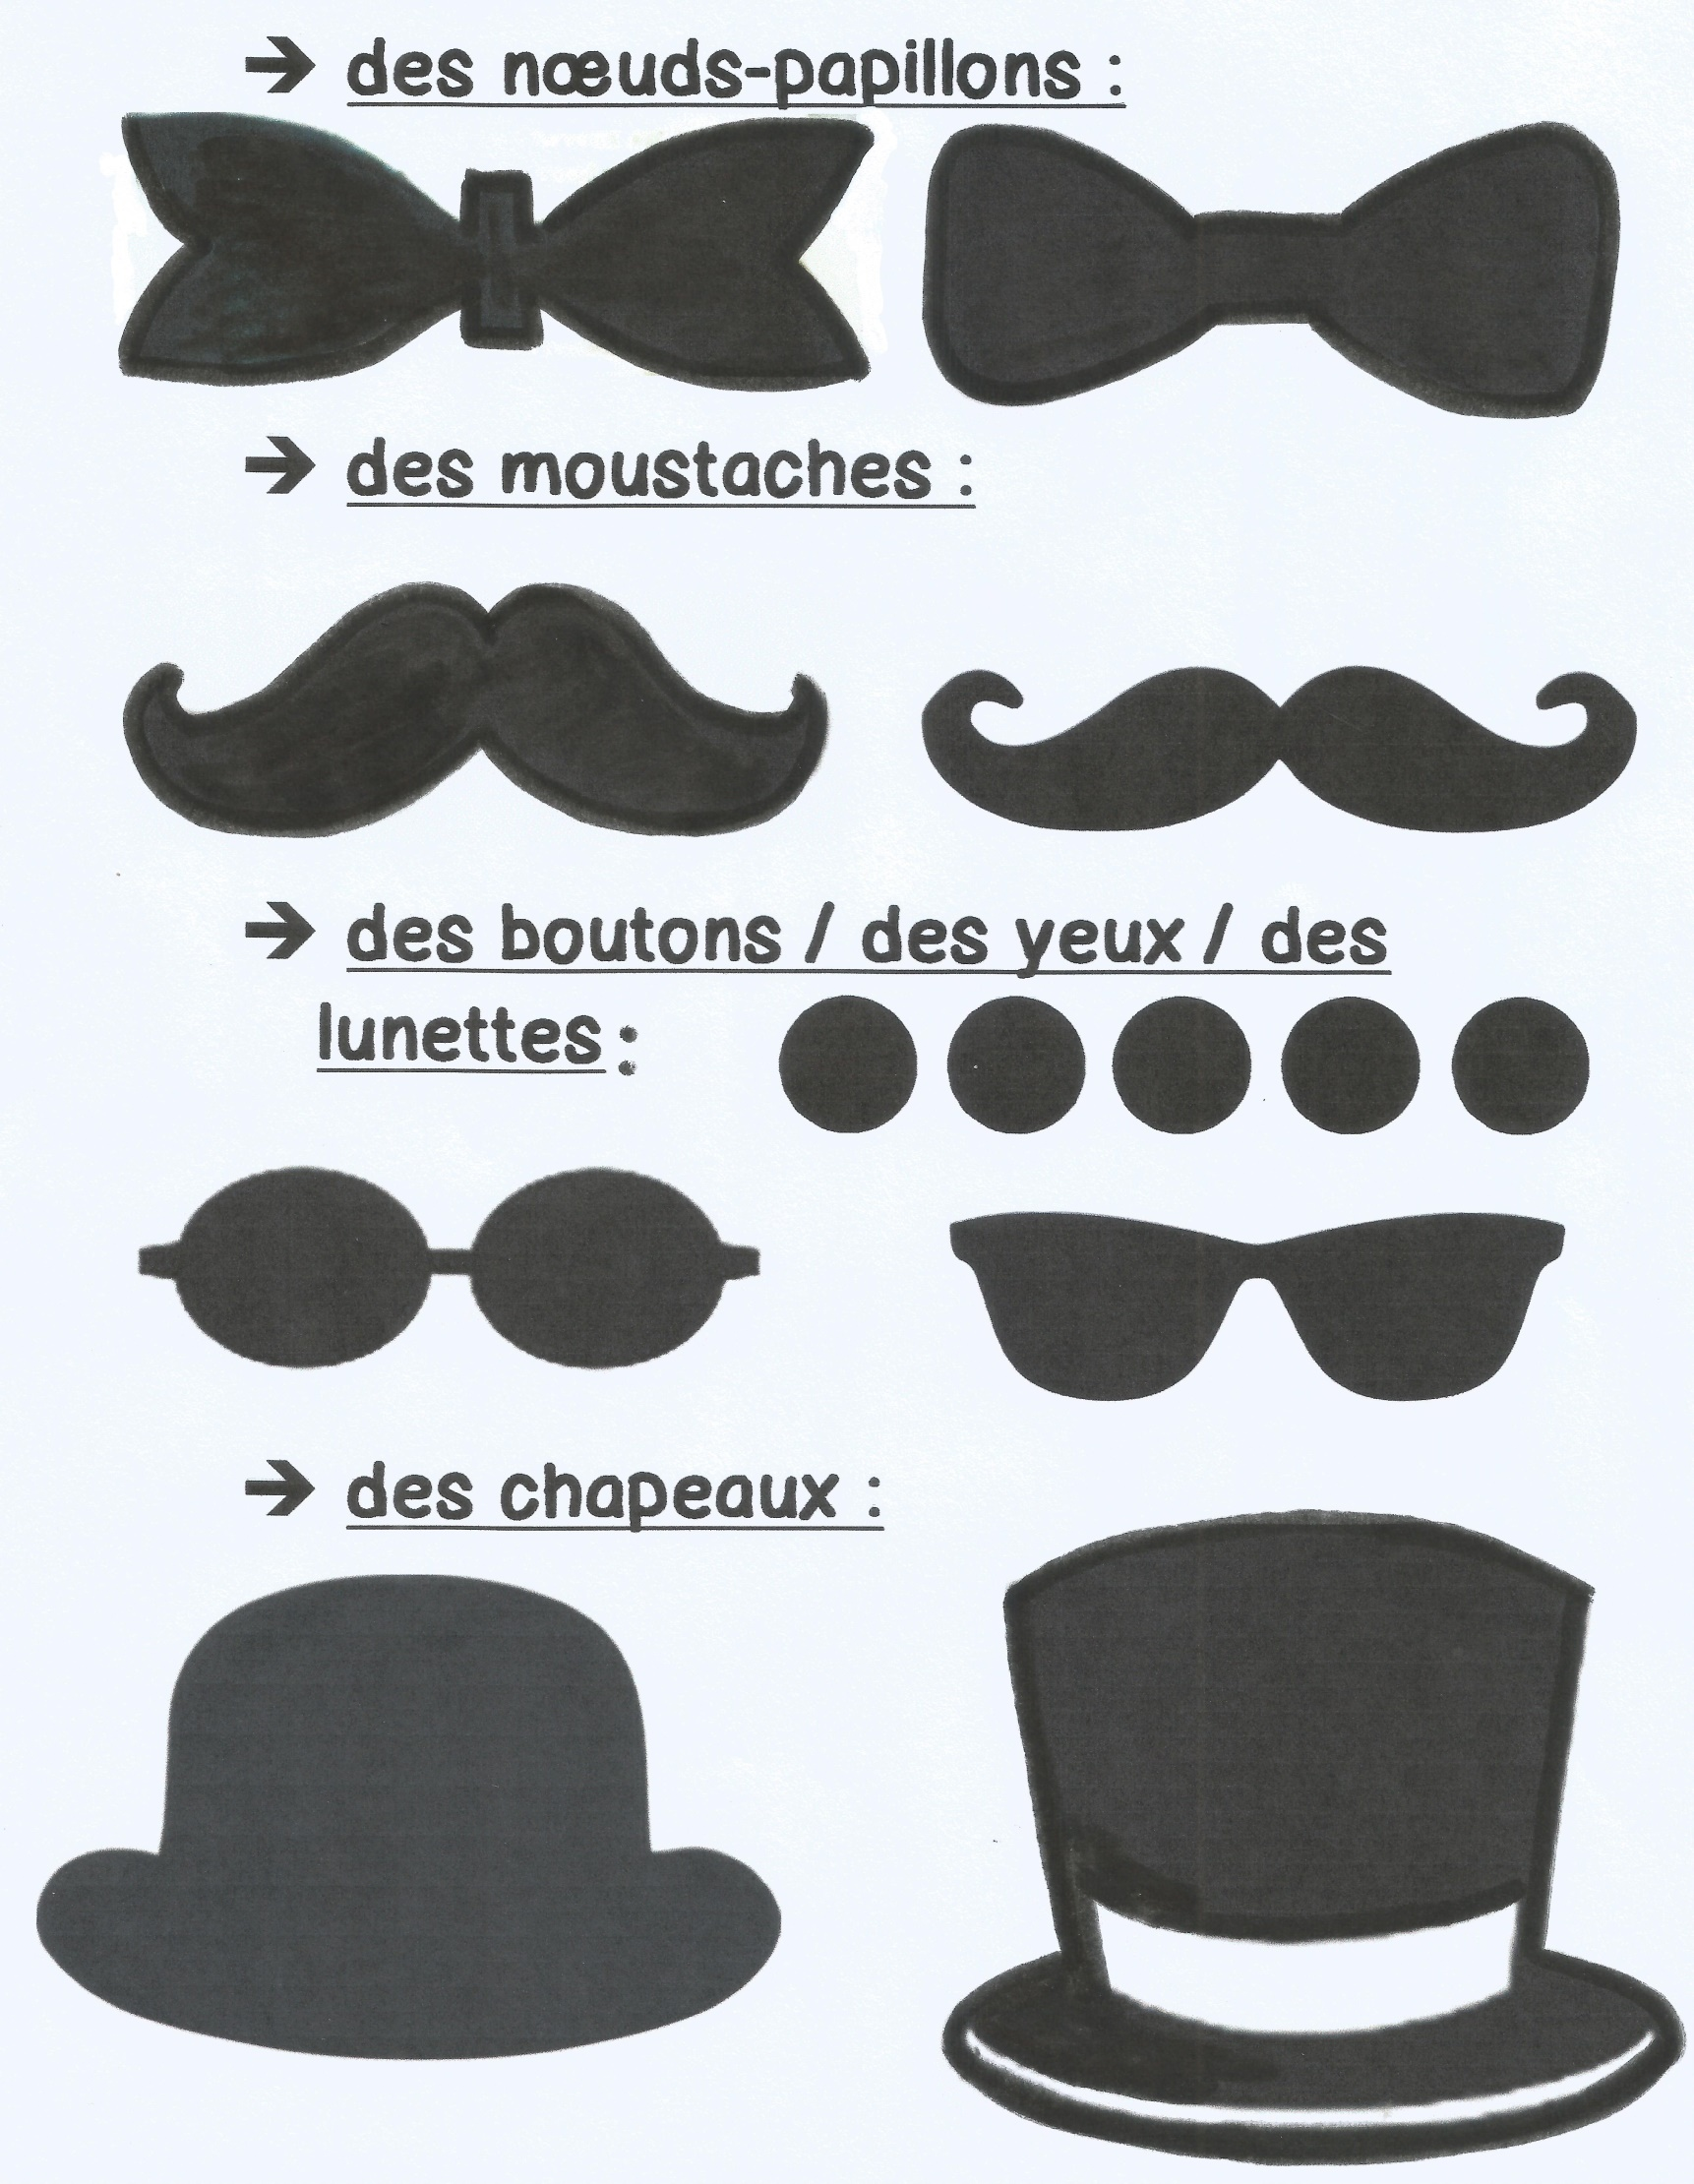 ➔ des nœuds-papillons :
➔ des moustaches :
➔ des boutons / des yeux / des
lunettes :
➔ des chapeaux :